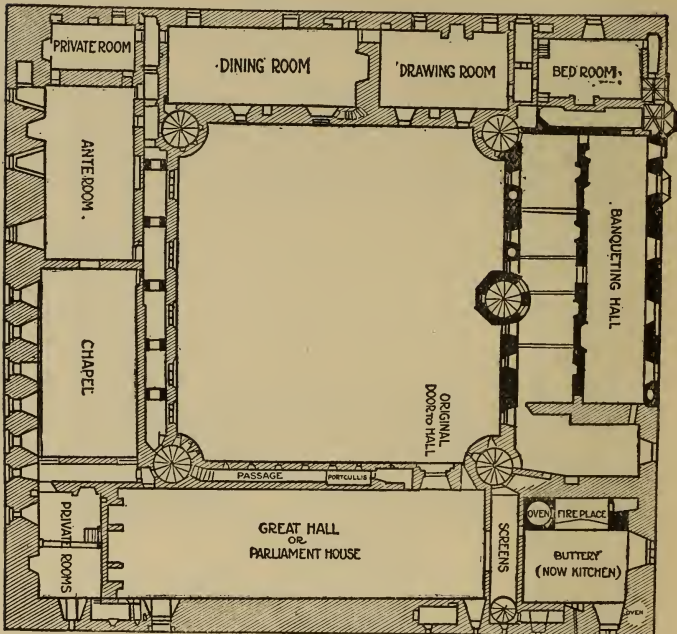 PRIVATE ROOM
DINING ROOM
DRAWING ROOM
BED ROOM.
ANTE ROOM.
BANQUETING HALL
CHAPEL
ORIGINAL
DOOR TO HALL
PASSAGE
PORTCULLIS
PRIVATE ROOMS
GREAT HALL
OR
PARLIAMENT HOUSE
SCREENS
OVEN
FIRE PLACE
BUTTERY
(NOW KITCHEN)
OVEN